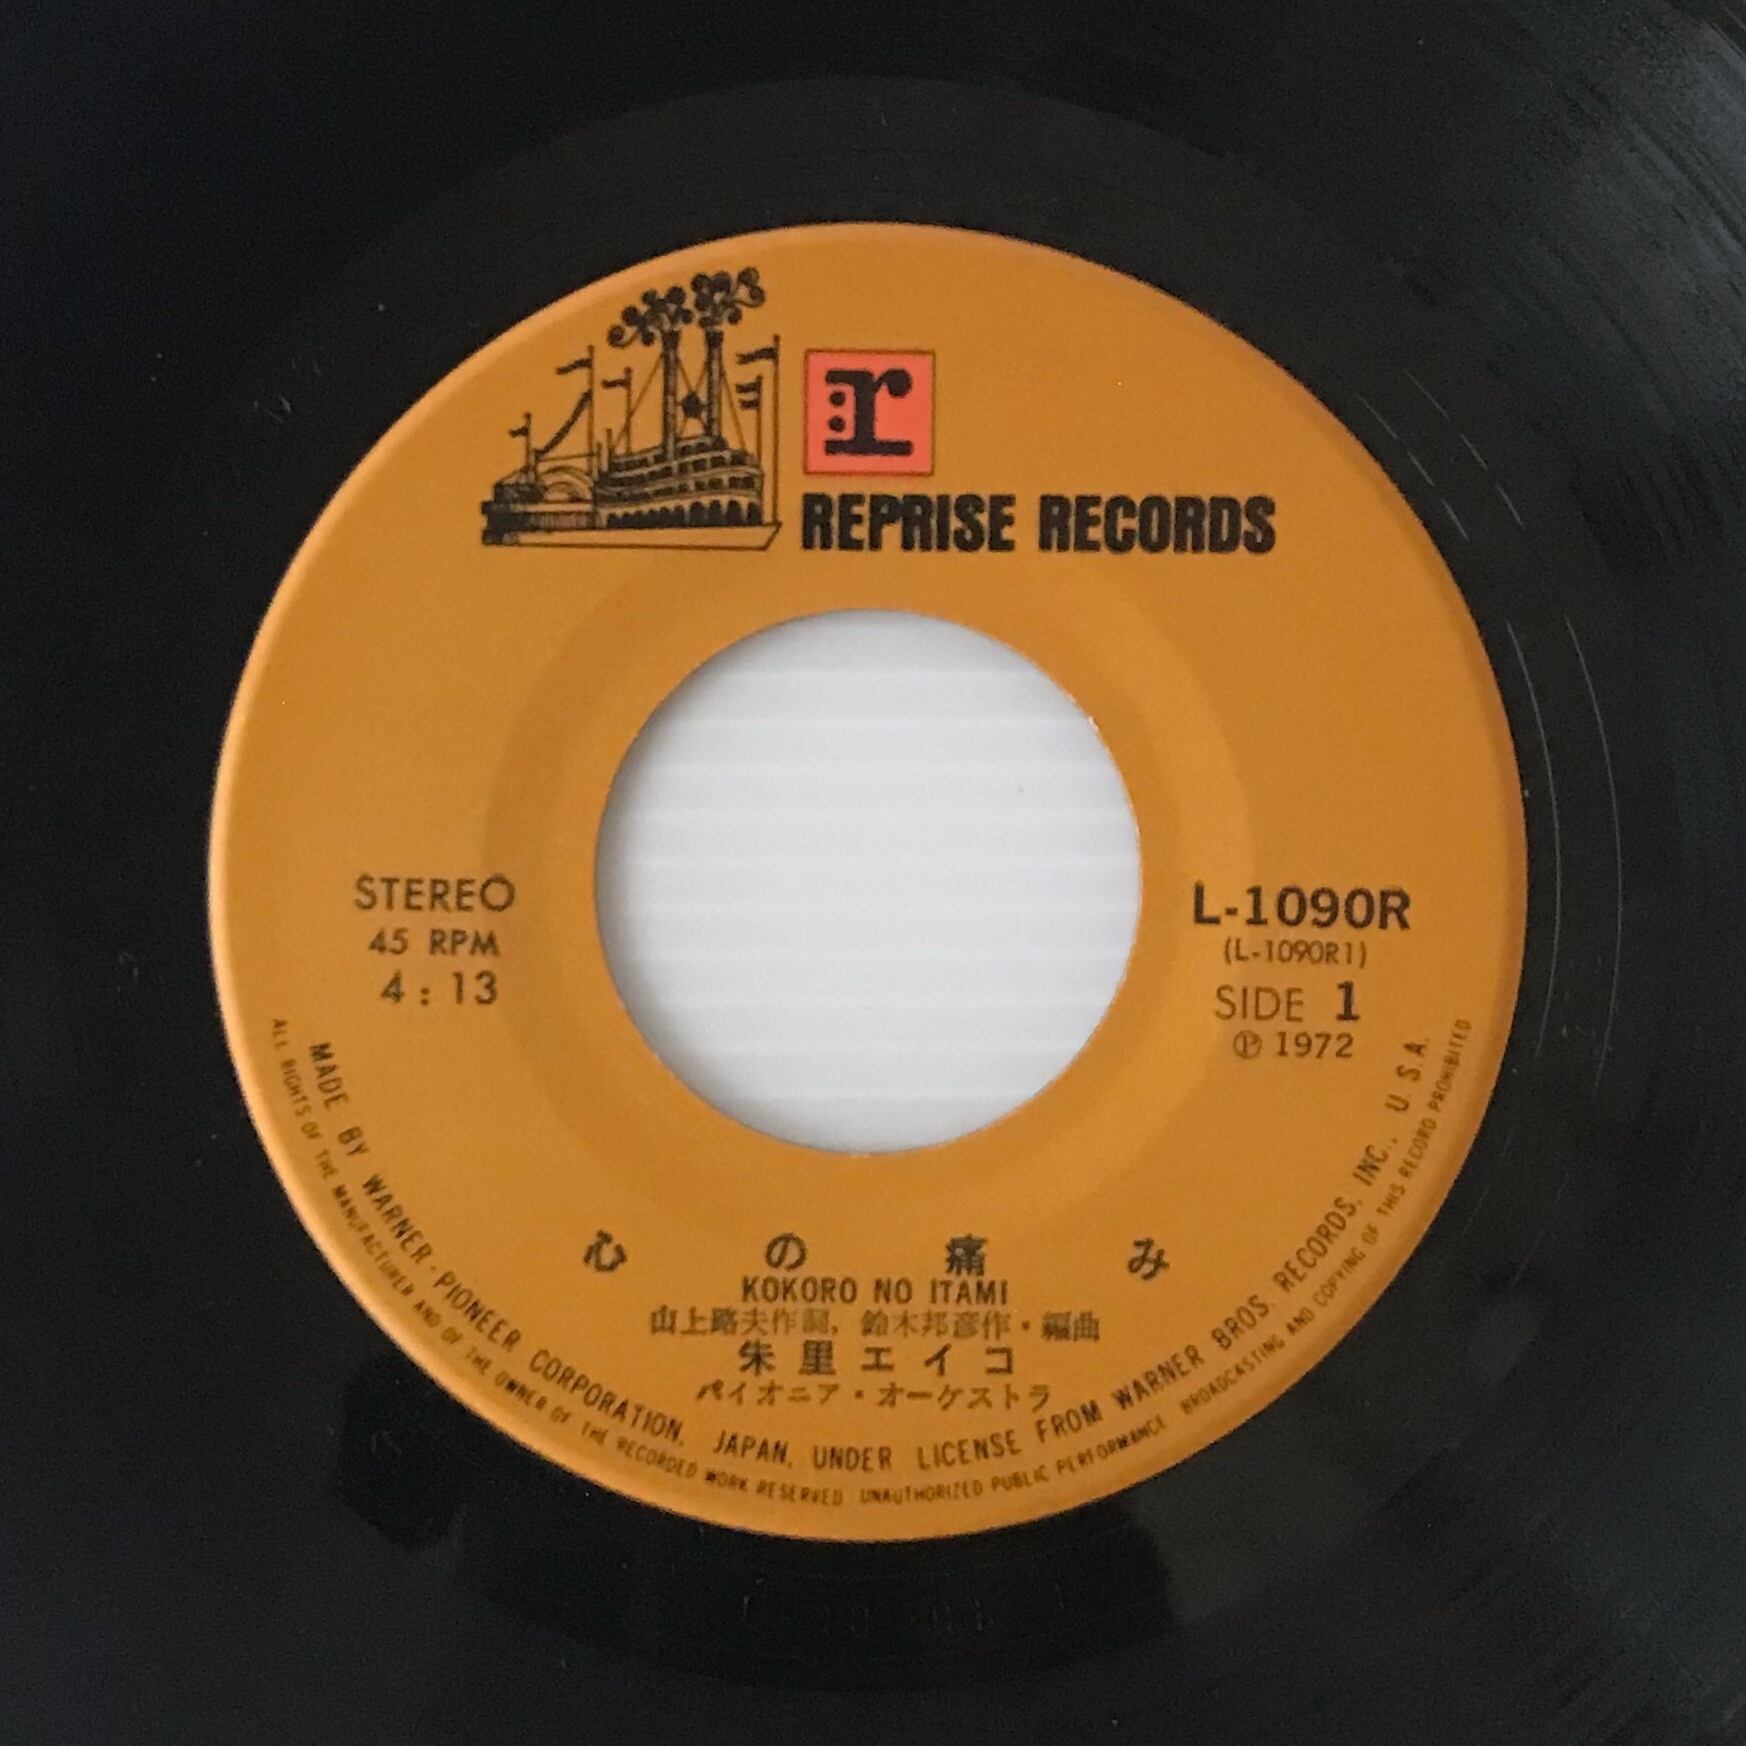 r
REPRISE RECORDS
STEREO
45 RPM
4:13
L-1090R
(L-1090R1)
SIDE 1
℗ 1972
心の痛み
KOKORO NO ITAMI
山上路夫作詞, 鈴木邦彦作・編曲
朱里エイコ
パイオニア・オーケストラ
MADE BY WARNER-PIONEER CORPORATION, JAPAN, UNDER LICENSE FROM WARNER BROS. RECORDS, INC., U.S.A.
ALL RIGHTS OF THE MANUFACTURER AND OF THE OWNER OF THE RECORDED WORK RESERVED UNAUTHORIZED PUBLIC PERFORMANCE BROADCASTING AND COPYING OF THIS RECORD PROHIBITED